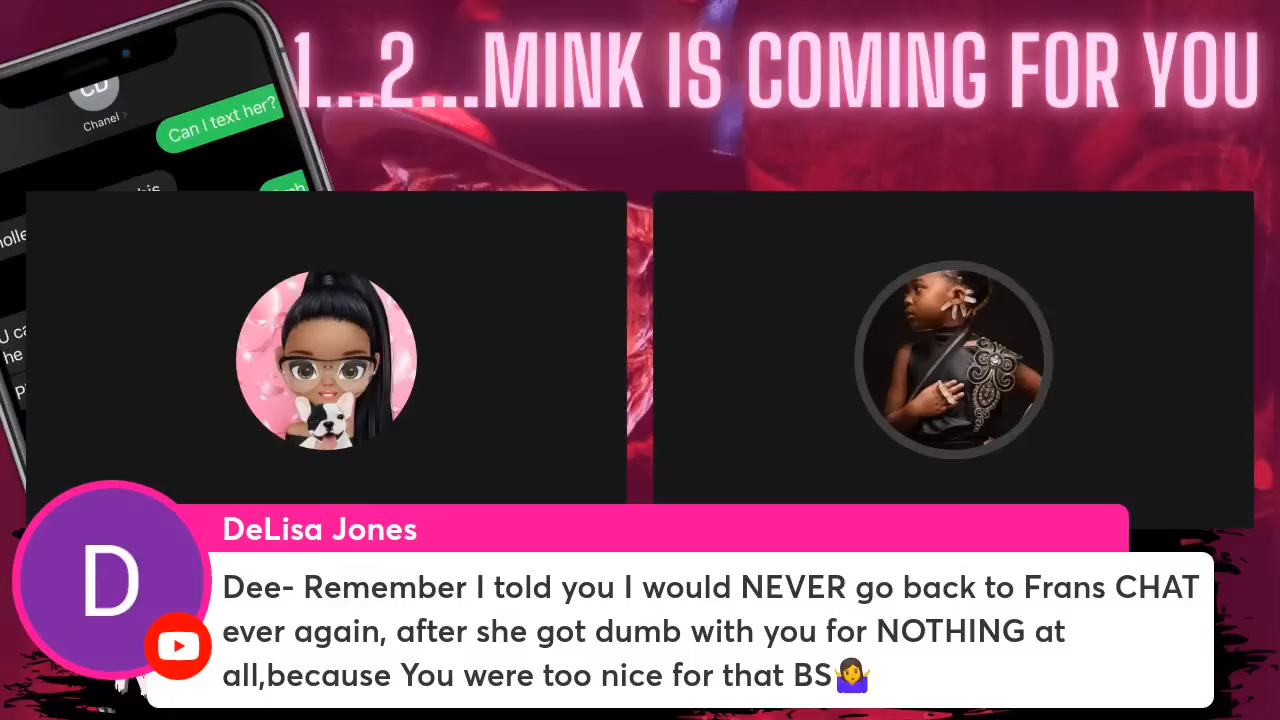 1...2...MINK IS COMING FOR YOU
CD
Chanel
Can I text her?
U ca
he
DeLisa Jones
D
Dee- Remember I told you I would NEVER go back to Frans CHAT
ever again, after she got dumb with you for NOTHING at
all,because You were too nice for that BS🤷‍♀️